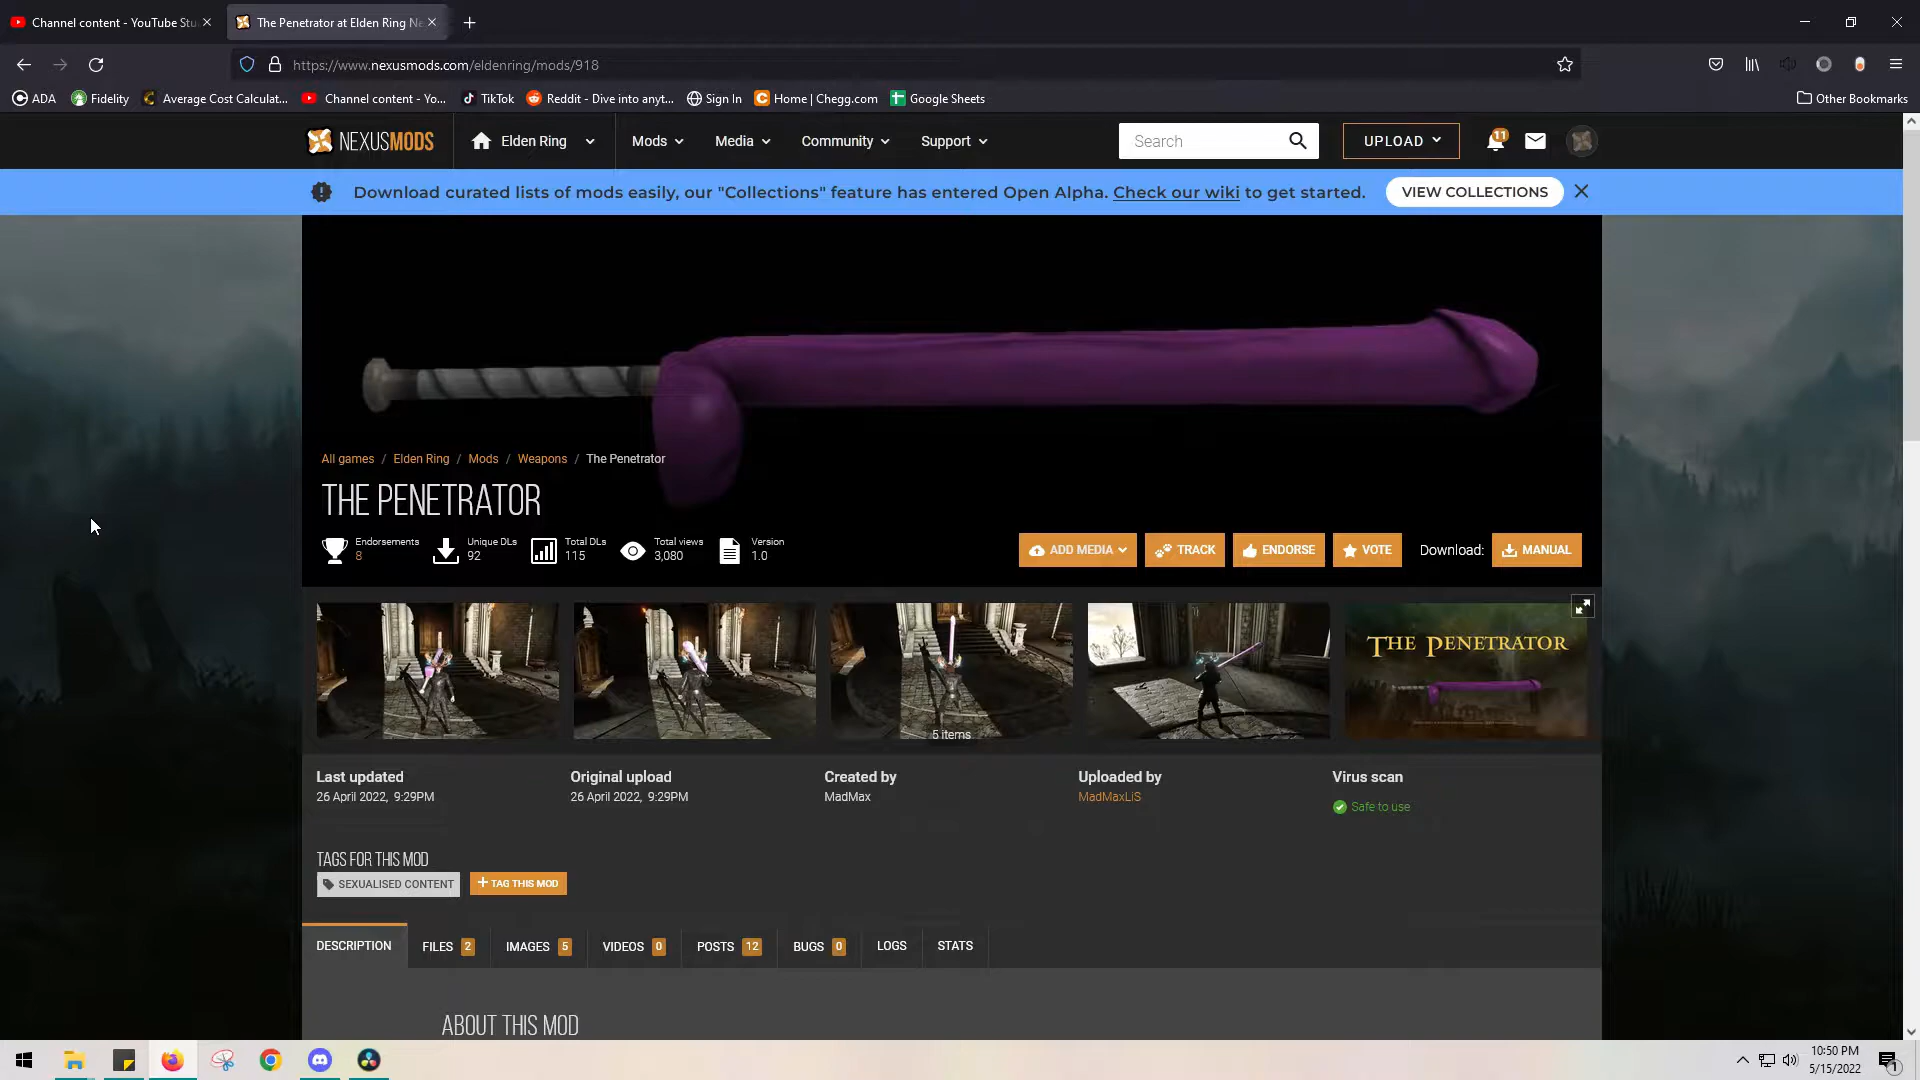 Channel content - YouTube Stu
The Penetrator at Elden Ring Ne
https://www.nexusmods.com/eldenring/mods/918
ADA Fidelity Average Cost Calculat... Channel content - Yo... TikTok Reddit - Dive into anyt... Sign In Home | Chegg.com Google Sheets Other Bookmarks
NEXUSMODS Elden Ring Mods Media Community Support Search UPLOAD 11
Download curated lists of mods easily, our "Collections" feature has entered Open Alpha. Check our wiki to get started. VIEW COLLECTIONS
All games / Elden Ring / Mods / Weapons / The Penetrator
THE PENETRATOR
Endorsements Unique DLs Total DLs Total views Version
8 92 115 3,080 1.0
ADD MEDIA TRACK ENDORSE VOTE Download: MANUAL
THE PENETRATOR
5 items
Last updated Original upload Created by Uploaded by Virus scan
26 April 2022, 9:29PM 26 April 2022, 9:29PM MadMax MadMaxLiS Safe to use
TAGS FOR THIS MOD
SEXUALISED CONTENT + TAG THIS MOD
DESCRIPTION FILES 2 IMAGES 5 VIDEOS 0 POSTS 12 BUGS 0 LOGS STATS
ABOUT THIS MOD
10:50 PM
5/15/2022
1